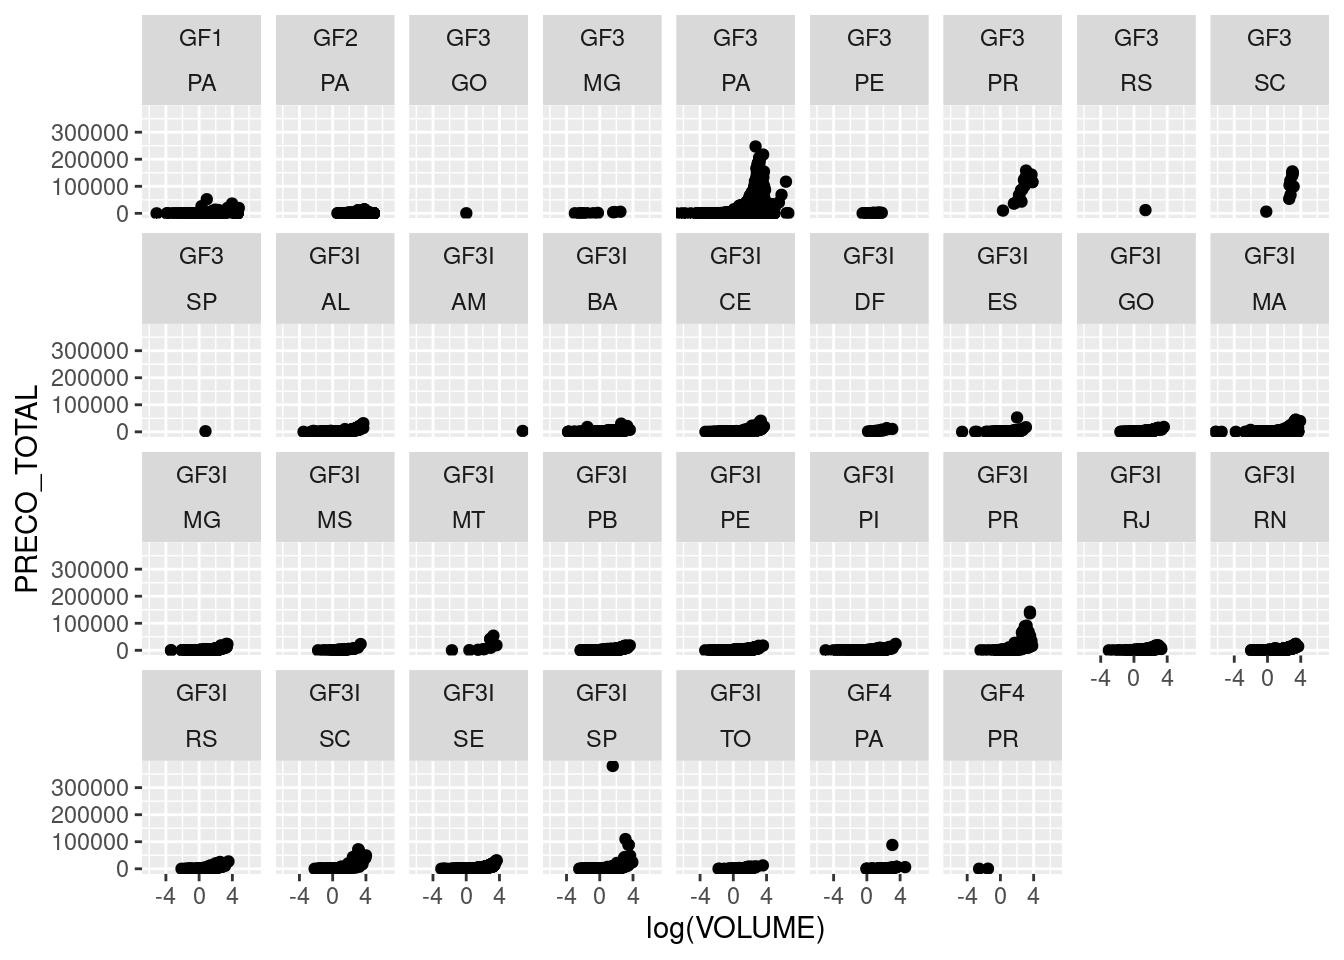 GF1 GF2 GF3 GF3 GF3 GF3 GF3 GF3 GF3
PA PA GO MG PA PE PR RS SC
300000
200000
100000
0
GF3 GF3I GF3I GF3I GF3I GF3I GF3I GF3I GF3I
SP AL AM BA CE DF ES GO MA
300000
200000
100000
0
PRECO_TOTAL
GF3I GF3I GF3I GF3I GF3I GF3I GF3I GF3I GF3I
MG MS MT PB PE PI PR RJ RN
300000
200000
100000
0
-4 0 4 -4 0 4
GF3I GF3I GF3I GF3I GF3I GF4 GF4
RS SC SE SP TO PA PR
300000
200000
100000
0
-4 0 4 -4 0 4 -4 0 4 -4 0 4 -4 0 4 -4 0 4 -4 0 4
log(VOLUME)